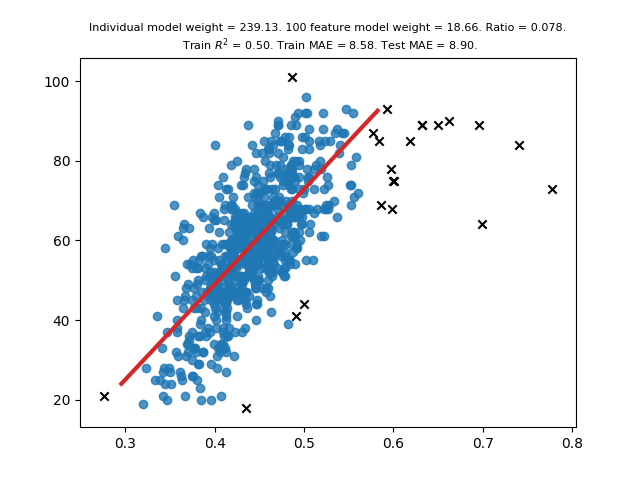 Individual model weight = 239.13. 100 feature model weight = 18.66. Ratio = 0.078.
Train R² = 0.50. Train MAE = 8.58. Test MAE = 8.90.
100
80
60
40
20
0.3 0.4 0.5 0.6 0.7 0.8